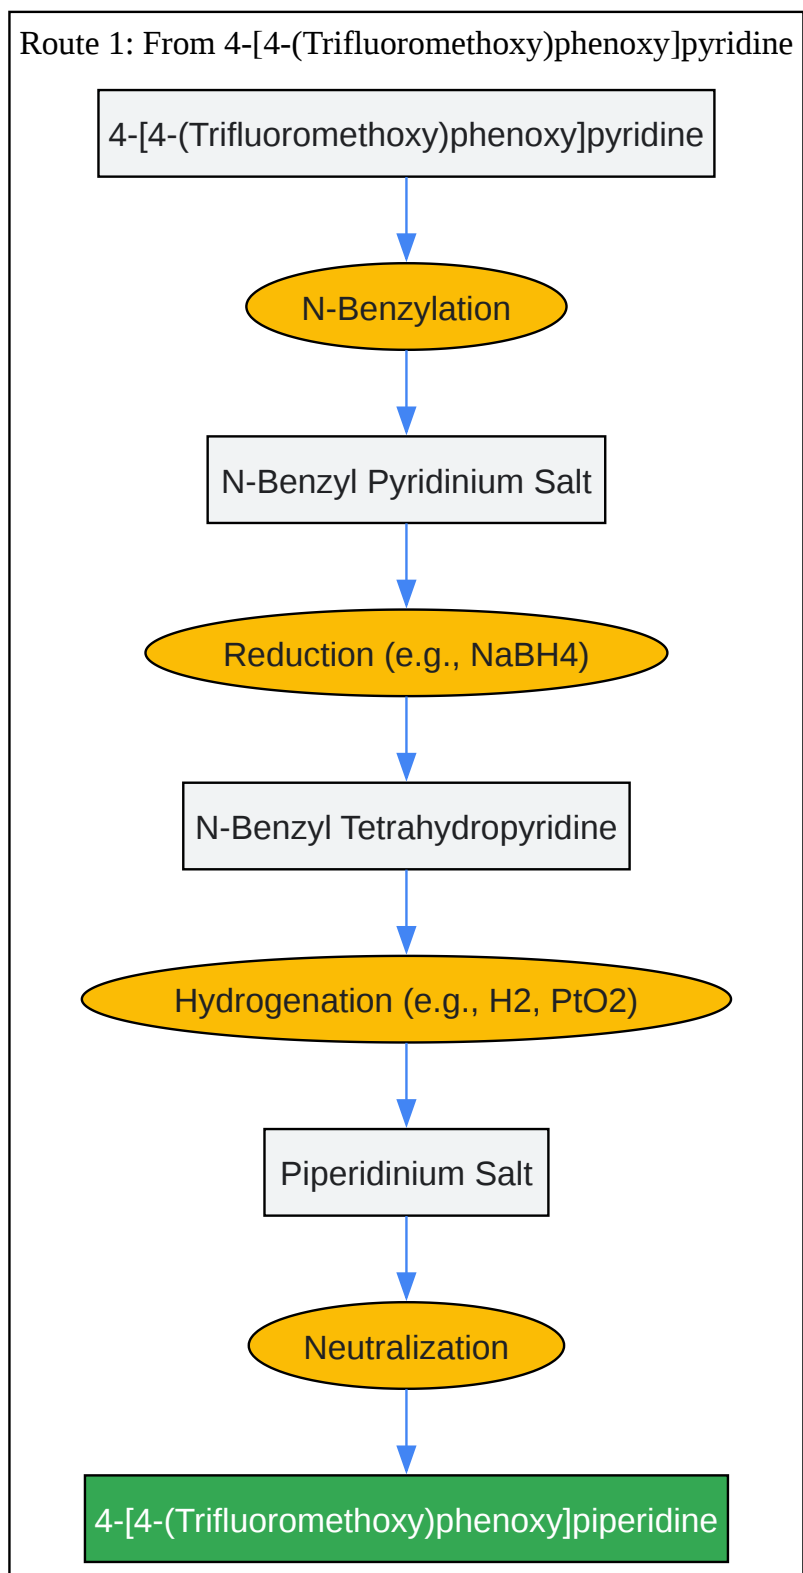 Route 1: From 4-[4-(Trifluoromethoxy)phenoxy]pyridine
4-[4-(Trifluoromethoxy)phenoxy]pyridine
N-Benzylation
N-Benzyl Pyridinium Salt
Reduction (e.g., NaBH4)
N-Benzyl Tetrahydropyridine
Hydrogenation (e.g., H2, PtO2)
Piperidinium Salt
Neutralization
4-[4-(Trifluoromethoxy)phenoxy]piperidine